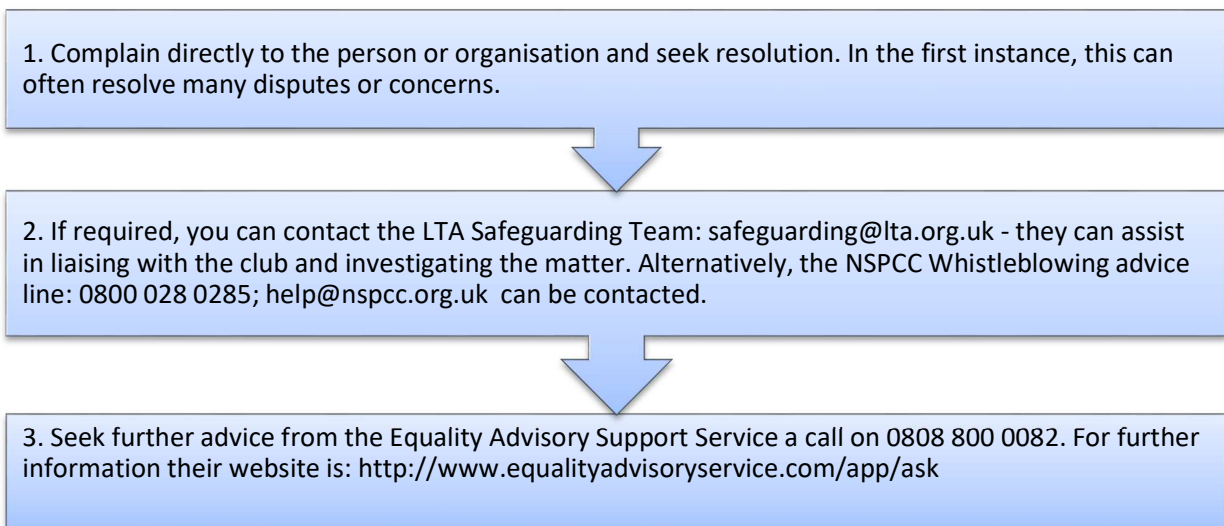 1. Complain directly to the person or organisation and seek resolution. In the first instance, this can
often resolve many disputes or concerns.
2. If required, you can contact the LTA Safeguarding Team: safeguarding@lta.org.uk - they can assist
in liaising with the club and investigating the matter. Alternatively, the NSPCC Whistleblowing advice
line: 0800 028 0285; help@nspcc.org.uk  can be contacted.
3. Seek further advice from the Equality Advisory Support Service a call on 0808 800 0082. For further
information their website is: http://www.equalityadvisoryservice.com/app/ask